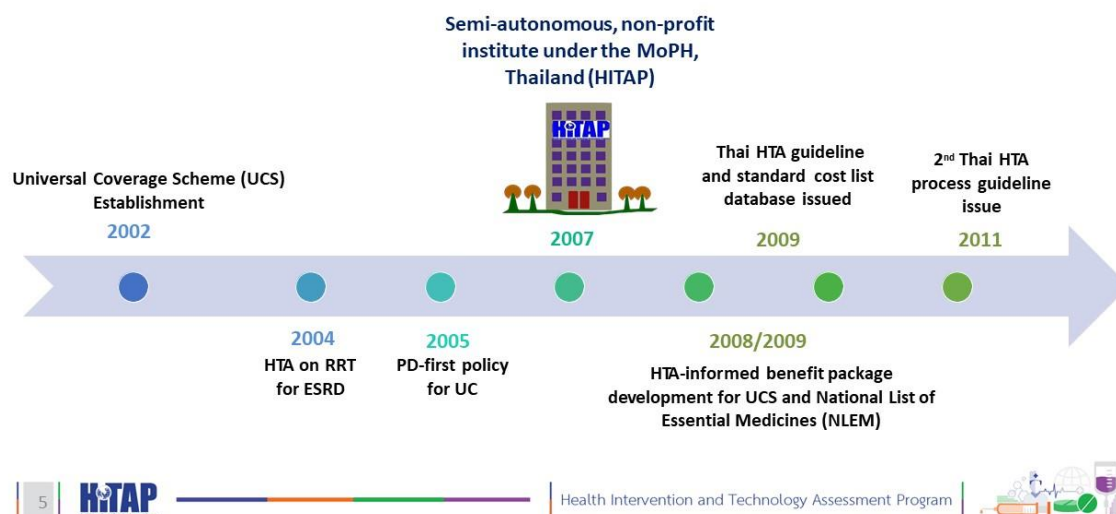 Semi-autonomous, non-profit
institute under the MoPH,
Thailand (HITAP)
HiTAP
Universal Coverage Scheme (UCS)
Establishment
2002
2007
Thai HTA guideline
and standard cost list
database issued
2009
2nd Thai HTA
process guideline
issue
2011
2004
HTA on RRT
for ESRD
2005
PD-first policy
for UC
2008/2009
HTA-informed benefit package
development for UCS and National List of
Essential Medicines (NLEM)
5
HiTAP
Health Intervention and Technology Assessment Program